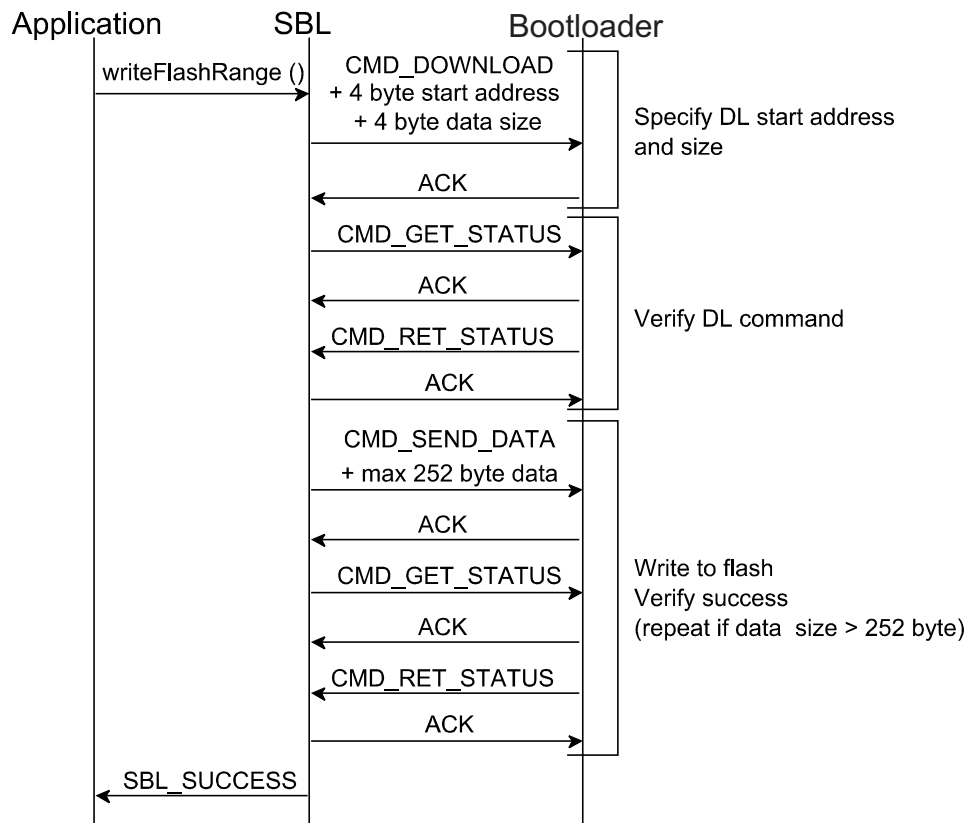 Application
SBL
Bootloader
writeFlashRange ()
CMD_DOWNLOAD
+ 4 byte start address
+ 4 byte data size
Specify DL start address
and size
ACK
CMD_GET_STATUS
ACK
Verify DL command
CMD_RET_STATUS
ACK
CMD_SEND_DATA
+ max 252 byte data
ACK
CMD_GET_STATUS
Write to flash
Verify success
(repeat if data size > 252 byte)
ACK
CMD_RET_STATUS
ACK
SBL_SUCCESS